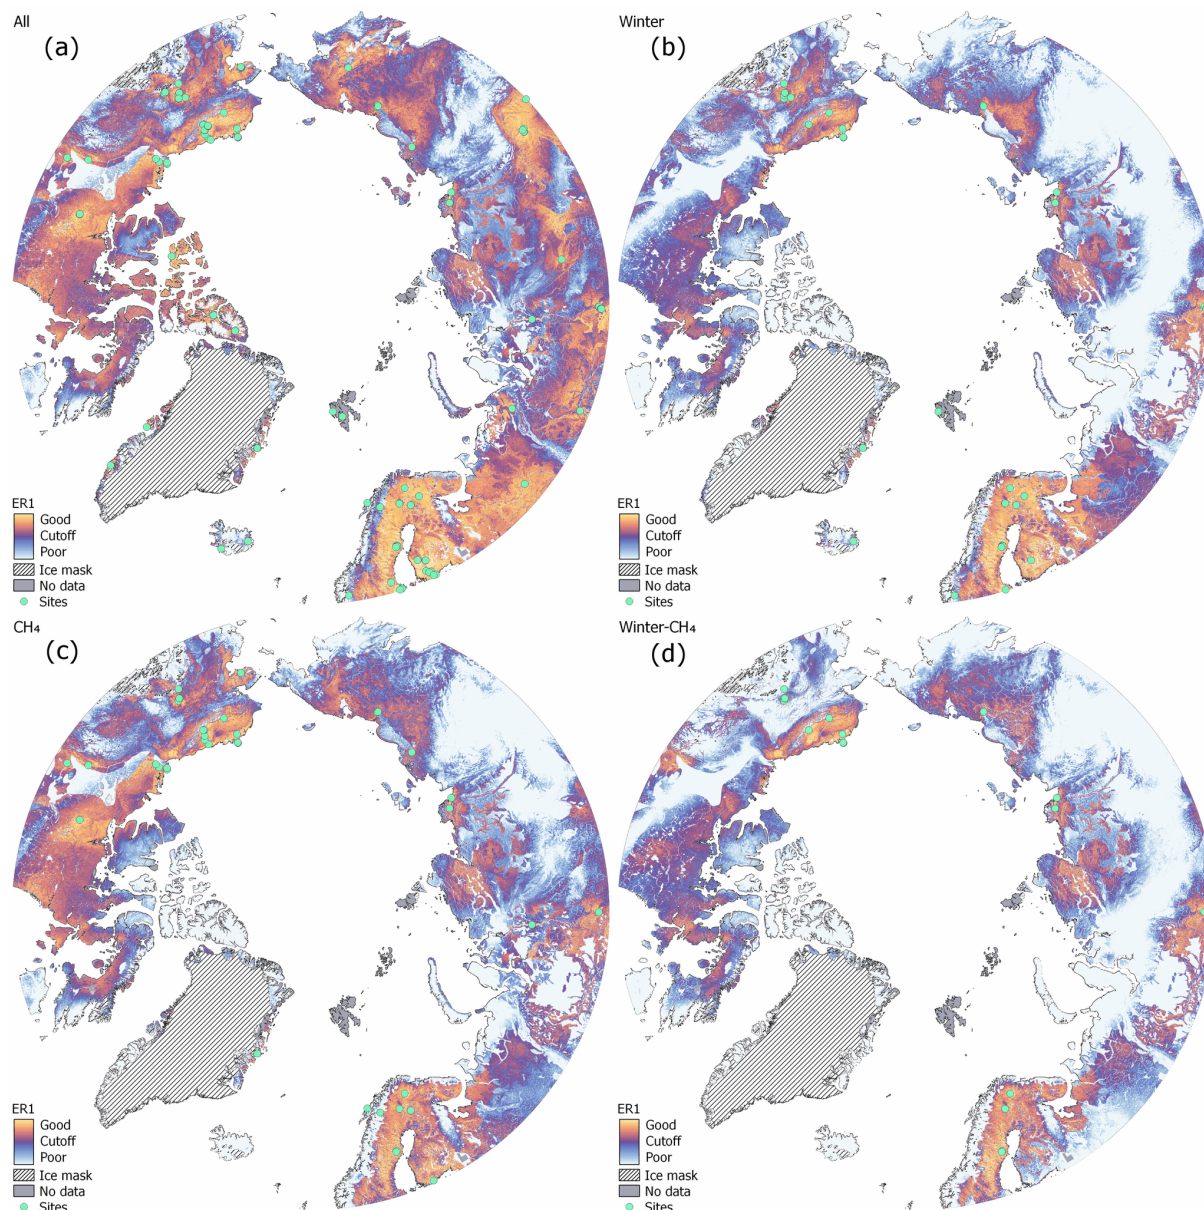 All
(a)
ER1
Good
Cutoff
Poor
Ice mask
No data
Sites
Winter
(b)
ER1
Good
Cutoff
Poor
Ice mask
No data
Sites
CH₄
(c)
ER1
Good
Cutoff
Poor
Ice mask
No data
Sites
Winter-CH₄
(d)
ER1
Good
Cutoff
Poor
Ice mask
No data
Sites